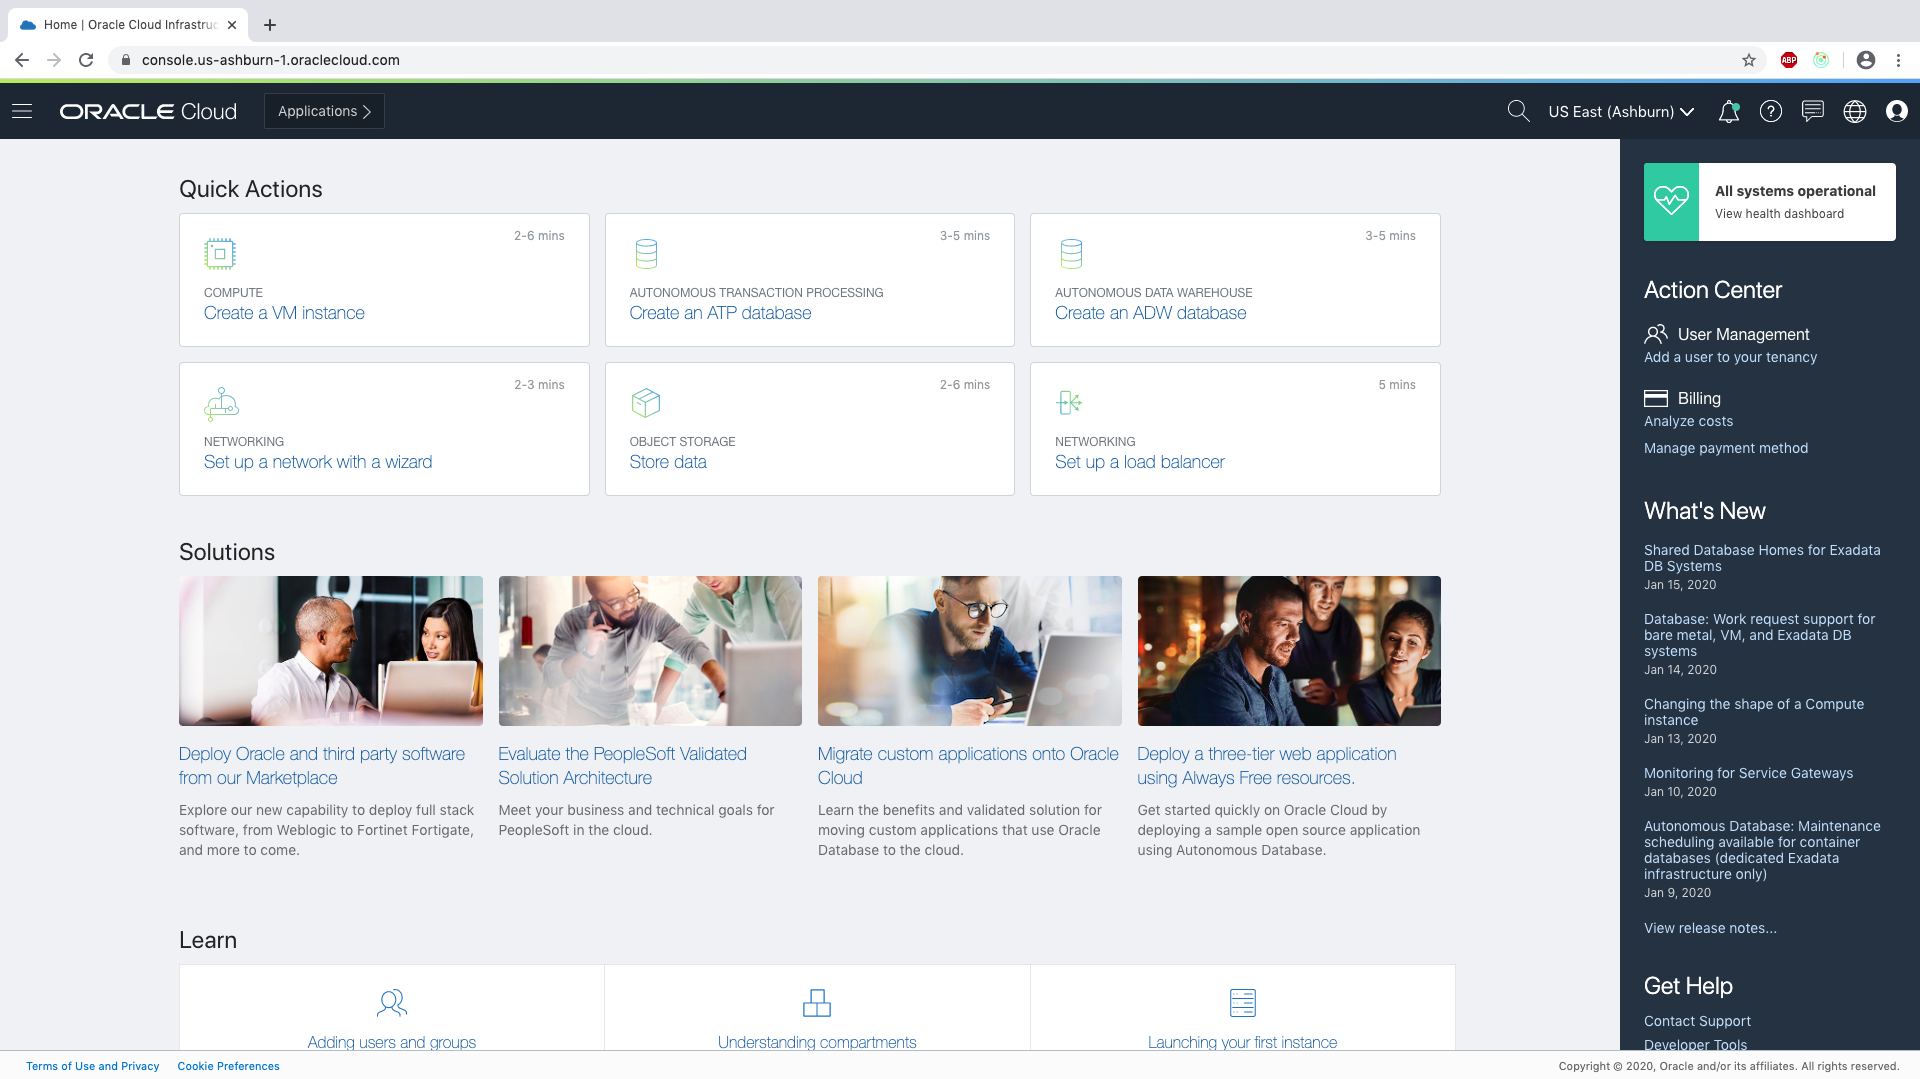 Home | Oracle Cloud Infrastruc
console.us-ashburn-1.oraclecloud.com
ABP
ORACLE Cloud
Applications
US East (Ashburn)
Quick Actions
2-6 mins
COMPUTE
Create a VM instance
3-5 mins
AUTONOMOUS TRANSACTION PROCESSING
Create an ATP database
3-5 mins
AUTONOMOUS DATA WAREHOUSE
Create an ADW database
2-3 mins
NETWORKING
Set up a network with a wizard
2-6 mins
OBJECT STORAGE
Store data
5 mins
NETWORKING
Set up a load balancer
Solutions
Deploy Oracle and third party software
from our Marketplace
Explore our new capability to deploy full stack
software, from Weblogic to Fortinet Fortigate,
and more to come.
Evaluate the PeopleSoft Validated
Solution Architecture
Meet your business and technical goals for
PeopleSoft in the cloud.
Migrate custom applications onto Oracle
Cloud
Learn the benefits and validated solution for
moving custom applications that use Oracle
Database to the cloud.
Deploy a three-tier web application
using Always Free resources.
Get started quickly on Oracle Cloud by
deploying a sample open source application
using Autonomous Database.
Learn
Adding users and groups
Understanding compartments
Launching your first instance
All systems operational
View health dashboard
Action Center
User Management
Add a user to your tenancy
Billing
Analyze costs
Manage payment method
What's New
Shared Database Homes for Exadata
DB Systems
Jan 15, 2020
Database: Work request support for
bare metal, VM, and Exadata DB
systems
Jan 14, 2020
Changing the shape of a Compute
instance
Jan 13, 2020
Monitoring for Service Gateways
Jan 10, 2020
Autonomous Database: Maintenance
scheduling available for container
databases (dedicated Exadata
infrastructure only)
Jan 9, 2020
View release notes...
Get Help
Contact Support
Developer Tools
Terms of Use and Privacy
Cookie Preferences
Copyright © 2020, Oracle and/or its affiliates. All rights reserved.